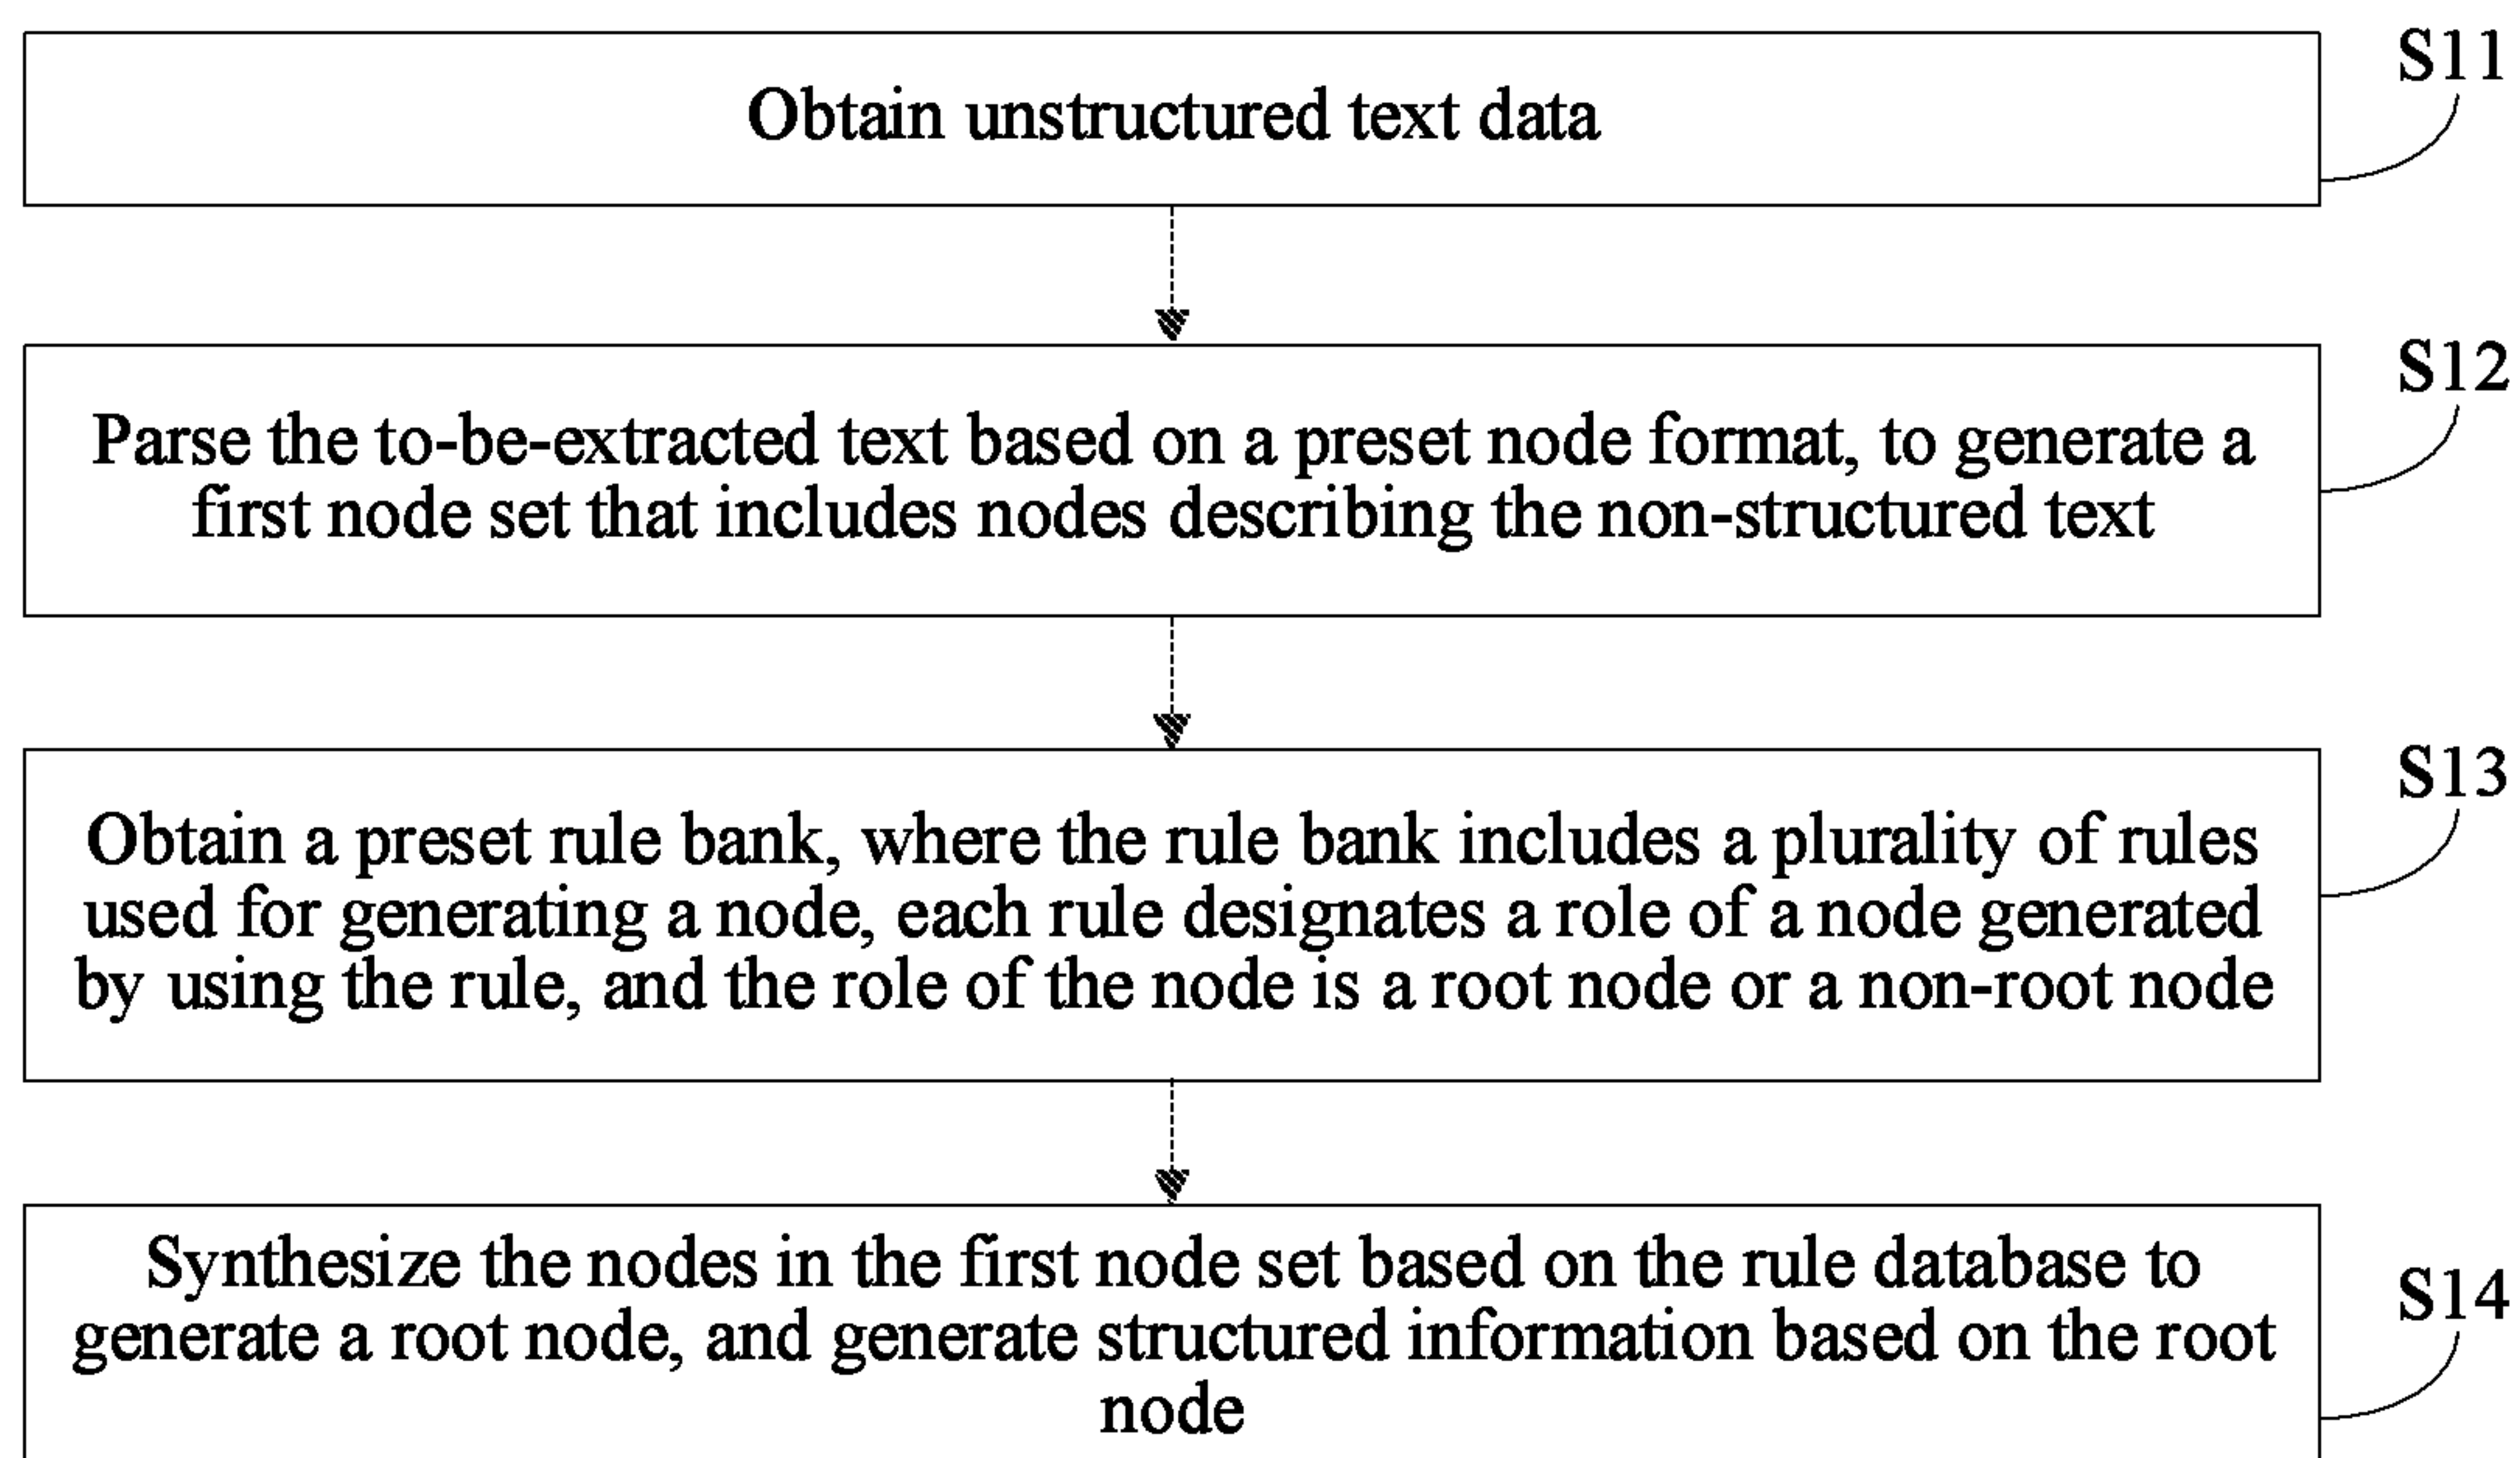 S11
Obtain unstructured text data
S12
Parse the to-be-extracted text based on a preset node format, to generate a
first node set that includes nodes describing the non-structured text
S13
Obtain a preset rule bank, where the rule bank includes a plurality of rules
used for generating a node, each rule designates a role of a node generated
by using the rule, and the role of the node is a root node or a non-root node
S14
Synthesize the nodes in the first node set based on the rule database to
generate a root node, and generate structured information based on the root
node